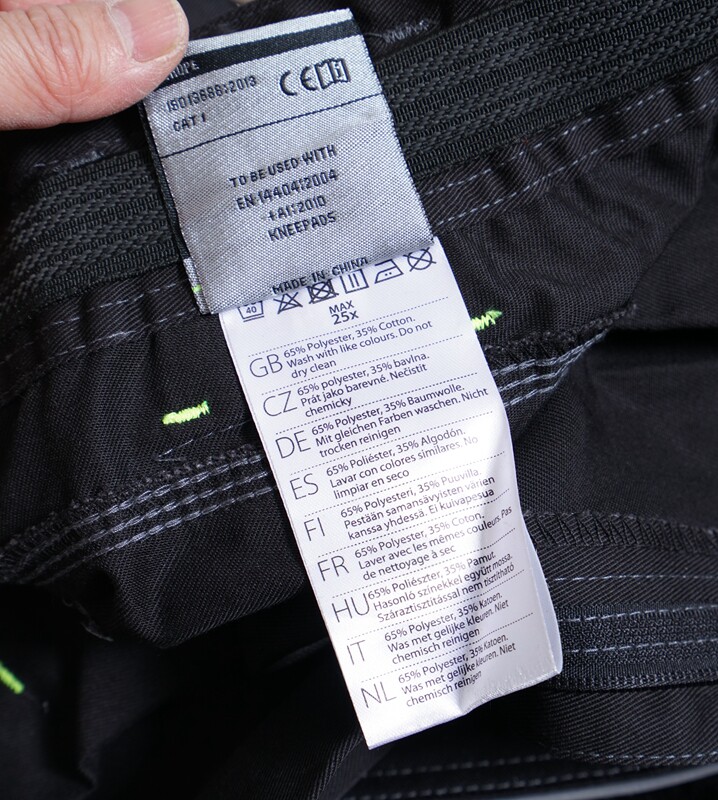 ISO13688:2013
CE
CAT I
TO BE USED WITH
EN 14404:2004
+A1:2010
KNEEPADS
MADE IN CHINA
40
MAX
25x
GB 65% Polyester, 35% Cotton.
Wash with like colours. Do not
dry clean
CZ 65% polyester, 35% bavlna.
Prát jako barevné. Nečistit
chemicky
DE 65% Polyester, 35% Baumwolle.
Mit gleichen Farben waschen. Nicht
trocken reinigen
ES 65% Poliéster, 35% Algodón.
Lavar con colores similares. No
limpiar en seco
FI 65% Polyesteri, 35% Puuvilla.
Pestään samansävyisten värien
kanssa yhdessä. Ei kuivapesua
FR 65% Polyester, 35% Coton.
Laver avec les mêmes couleurs. Pas
de nettoyage à sec
HU 65% Poliészter, 35% Pamut.
Hasonló színekkel együtt mossa.
Száraztisztítással nem tisztítható
IT 65% Polyester, 35% Katoen.
Was met gelijke kleuren. Niet
chemisch reinigen
NL 65% Polyester, 35% Katoen.
Was met gelijke kleuren. Niet
chemisch reinigen